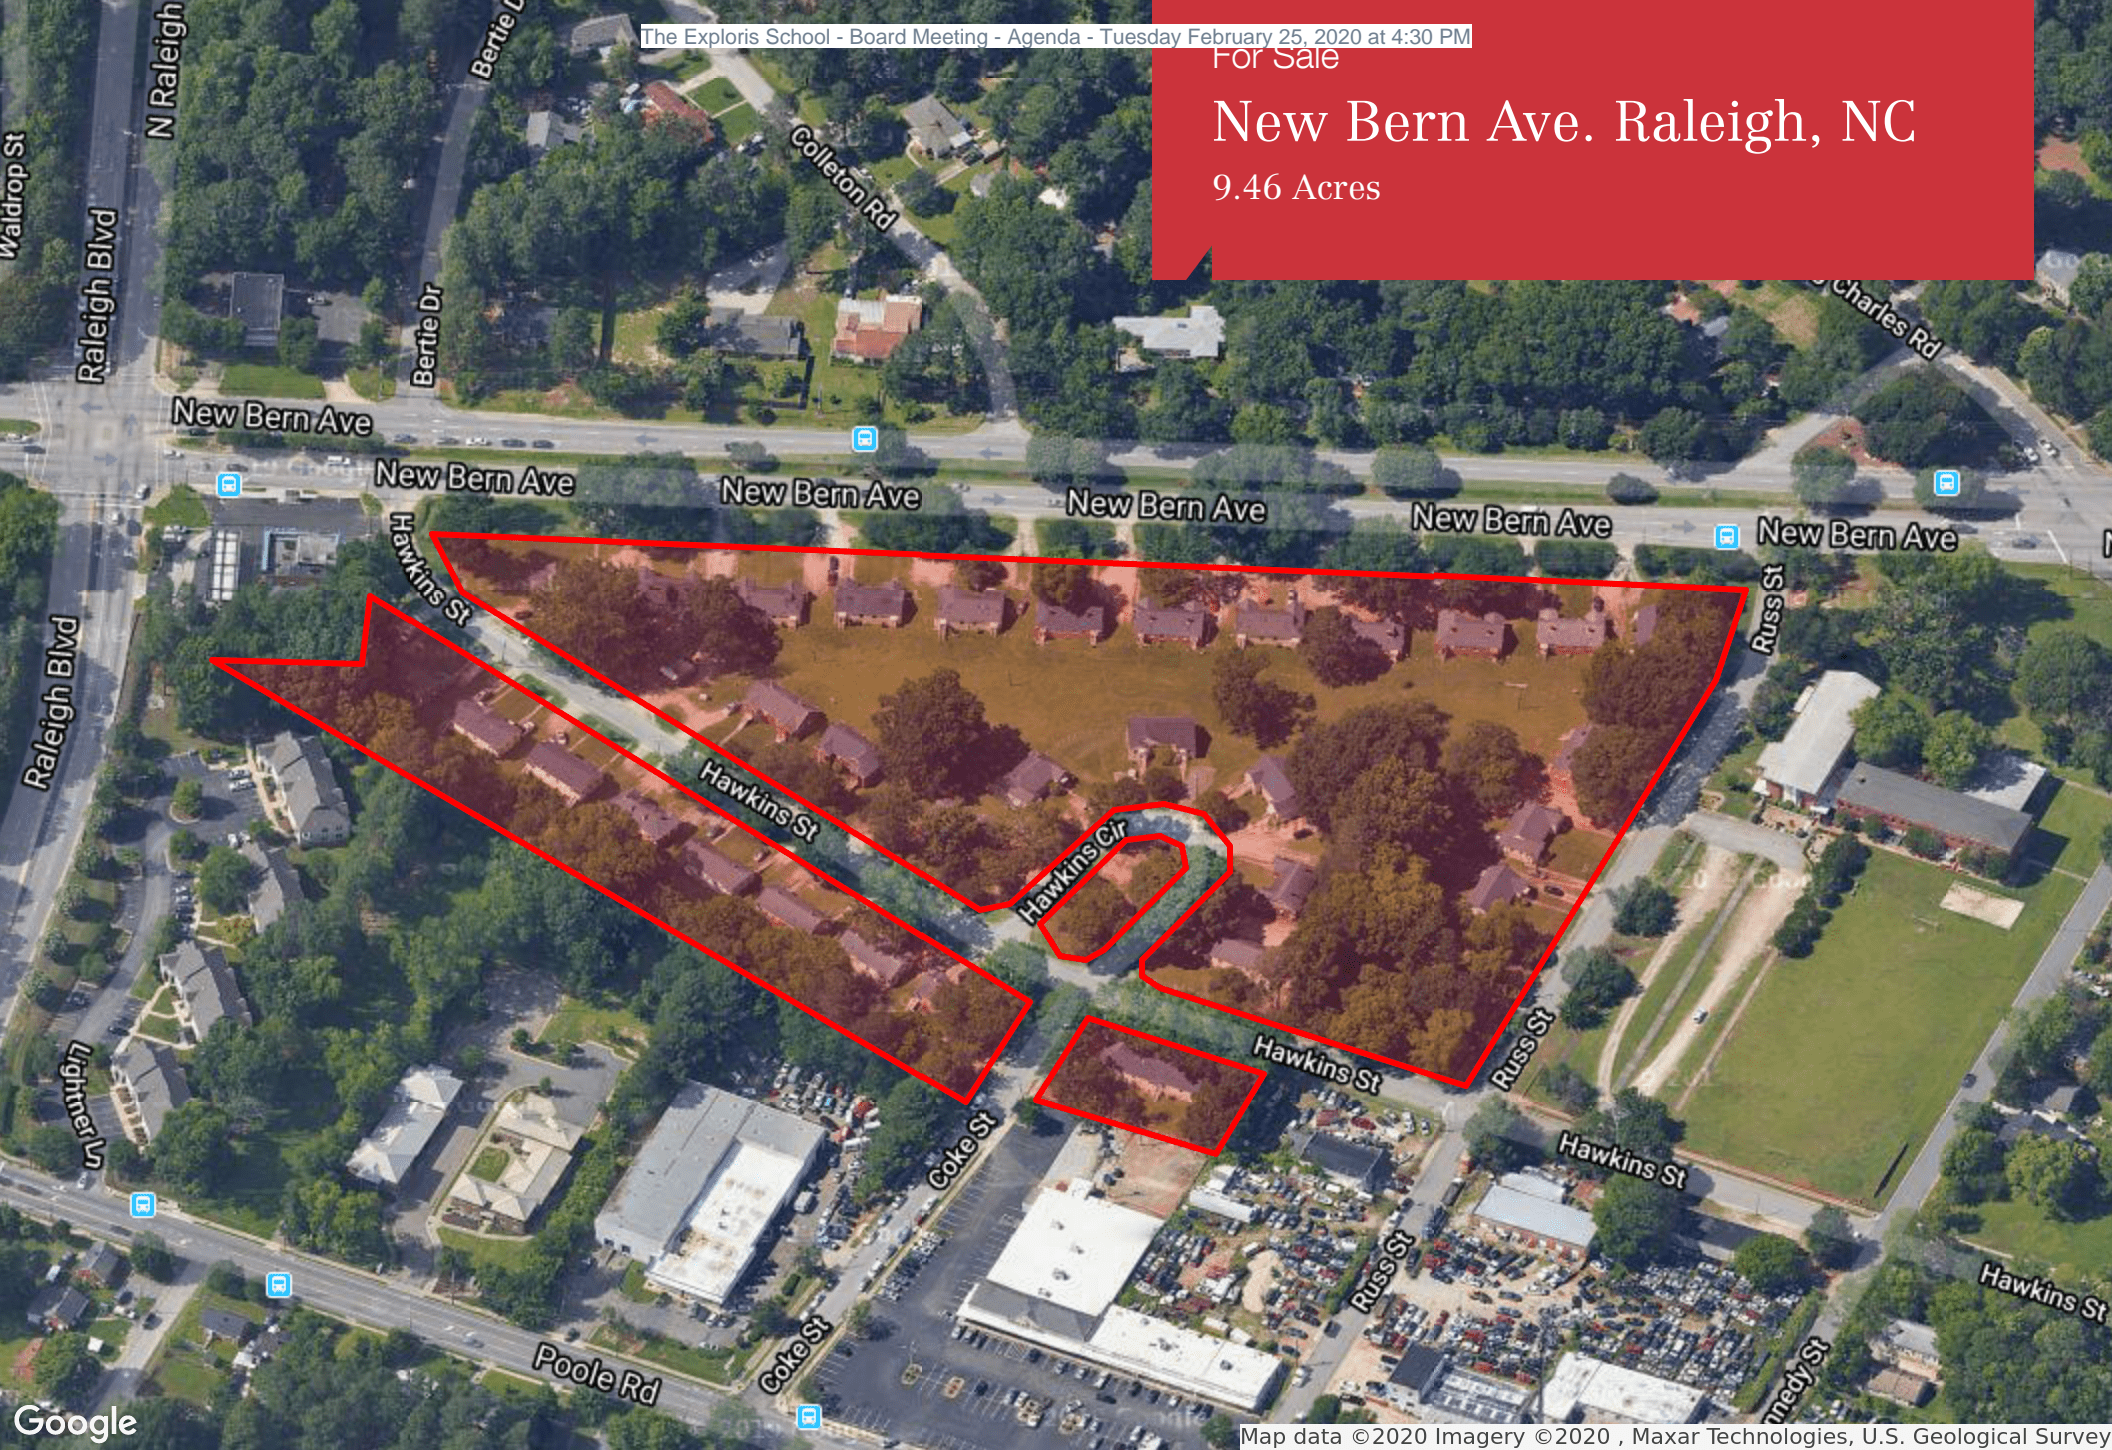 The Exploris School - Board Meeting - Agenda - Tuesday February 25, 2020 at 4:30 PM
For Sale
New Bern Ave. Raleigh, NC
9.46 Acres
N Raleigh
Bertie
Waldrop St
Colleton Rd
Raleigh Blvd
Bertie Dr
Charles Rd
New Bern Ave
New Bern Ave
New Bern Ave
New Bern Ave
New Bern Ave
New Bern Ave
Hawkins St
Russ St
Raleigh Blvd
Hawkins St
Hawkins Cir
Lightner Ln
Hawkins St
Russ St
Coke St
Hawkins St
Russ St
Hawkins St
Coke St
Poole Rd
Google
Map data ©2020 Imagery ©2020 , Maxar Technologies, U.S. Geological Survey